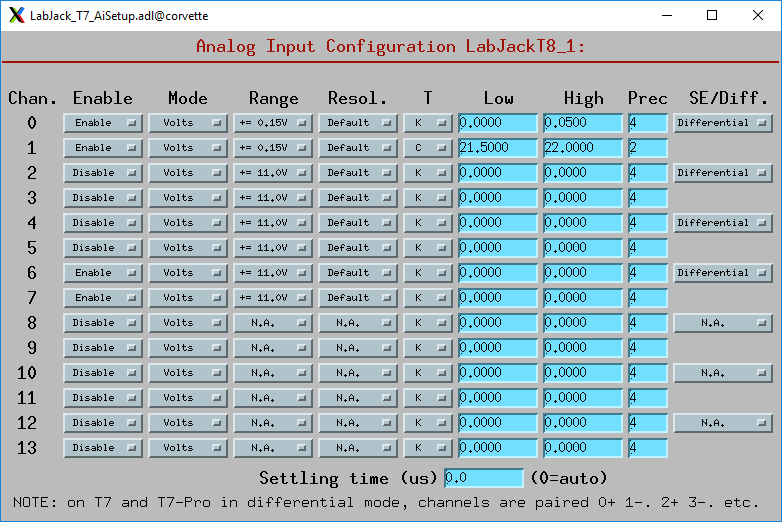 LabJack_T7_AiSetup.adl@corvette
Analog Input Configuration LabJackT8_1:
Chan. Enable Mode Range Resol. T Low High Prec SE/Diff.
0 Enable Volts += 0.15V Default K 0.0000 0.0500 4 Differential
1 Enable Volts += 0.15V Default C 21.5000 22.0000 2
2 Disable Volts += 11.0V Default K 0.0000 0.0000 4 Differential
3 Disable Volts += 11.0V Default K 0.0000 0.0000 4
4 Disable Volts += 11.0V Default K 0.0000 0.0000 4 Differential
5 Disable Volts += 11.0V Default K 0.0000 0.0000 4
6 Enable Volts += 11.0V Default K 0.0000 0.0000 4 Differential
7 Enable Volts += 11.0V Default K 0.0000 0.0000 4
8 Disable Volts N.A. N.A. K 0.0000 0.0000 4 N.A.
9 Disable Volts N.A. N.A. K 0.0000 0.0000 4
10 Disable Volts N.A. N.A. K 0.0000 0.0000 4 N.A.
11 Disable Volts N.A. N.A. K 0.0000 0.0000 4
12 Disable Volts N.A. N.A. K 0.0000 0.0000 4 N.A.
13 Disable Volts N.A. N.A. K 0.0000 0.0000 4
Settling time (us) 0.0 (0=auto)
NOTE: on T7 and T7-Pro in differential mode, channels are paired 0+ 1-. 2+ 3-. etc.